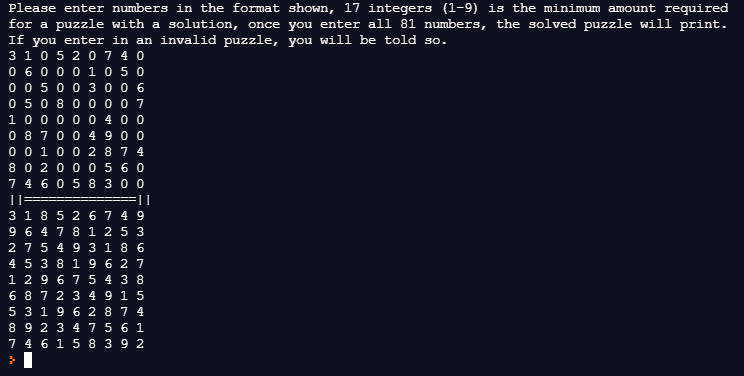 Please enter numbers in the format shown, 17 integers (1-9) is the minimum amount required
for a puzzle with a solution, once you enter all 81 numbers, the solved puzzle will print.
If you enter in an invalid puzzle, you will be told so.
3 1 0 5 2 0 7 4 0
0 6 0 0 0 1 0 5 0
0 0 5 0 0 3 0 0 6
0 5 0 8 0 0 0 0 7
1 0 0 0 0 0 4 0 0
0 8 7 0 0 4 9 0 0
0 0 1 0 0 2 8 7 4
8 0 2 0 0 0 5 6 0
7 4 6 0 5 8 3 0 0
||==============||
3 1 8 5 2 6 7 4 9
9 6 4 7 8 1 2 5 3
2 7 5 4 9 3 1 8 6
4 5 3 8 1 9 6 2 7
1 2 9 6 7 5 4 3 8
6 8 7 2 3 4 9 1 5
5 3 1 9 6 2 8 7 4
8 9 2 3 4 7 5 6 1
7 4 6 1 5 8 3 9 2
>